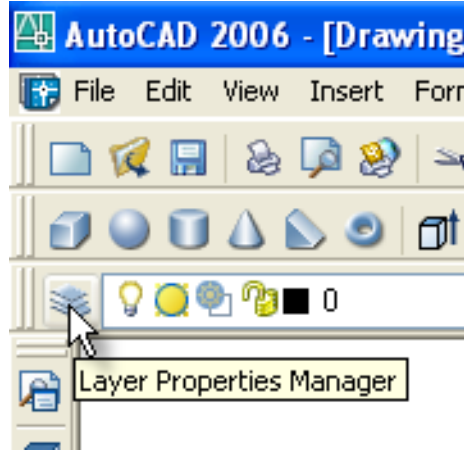 AutoCAD 2006 - [Drawing
File Edit View Insert Forr
0
Layer Properties Manager